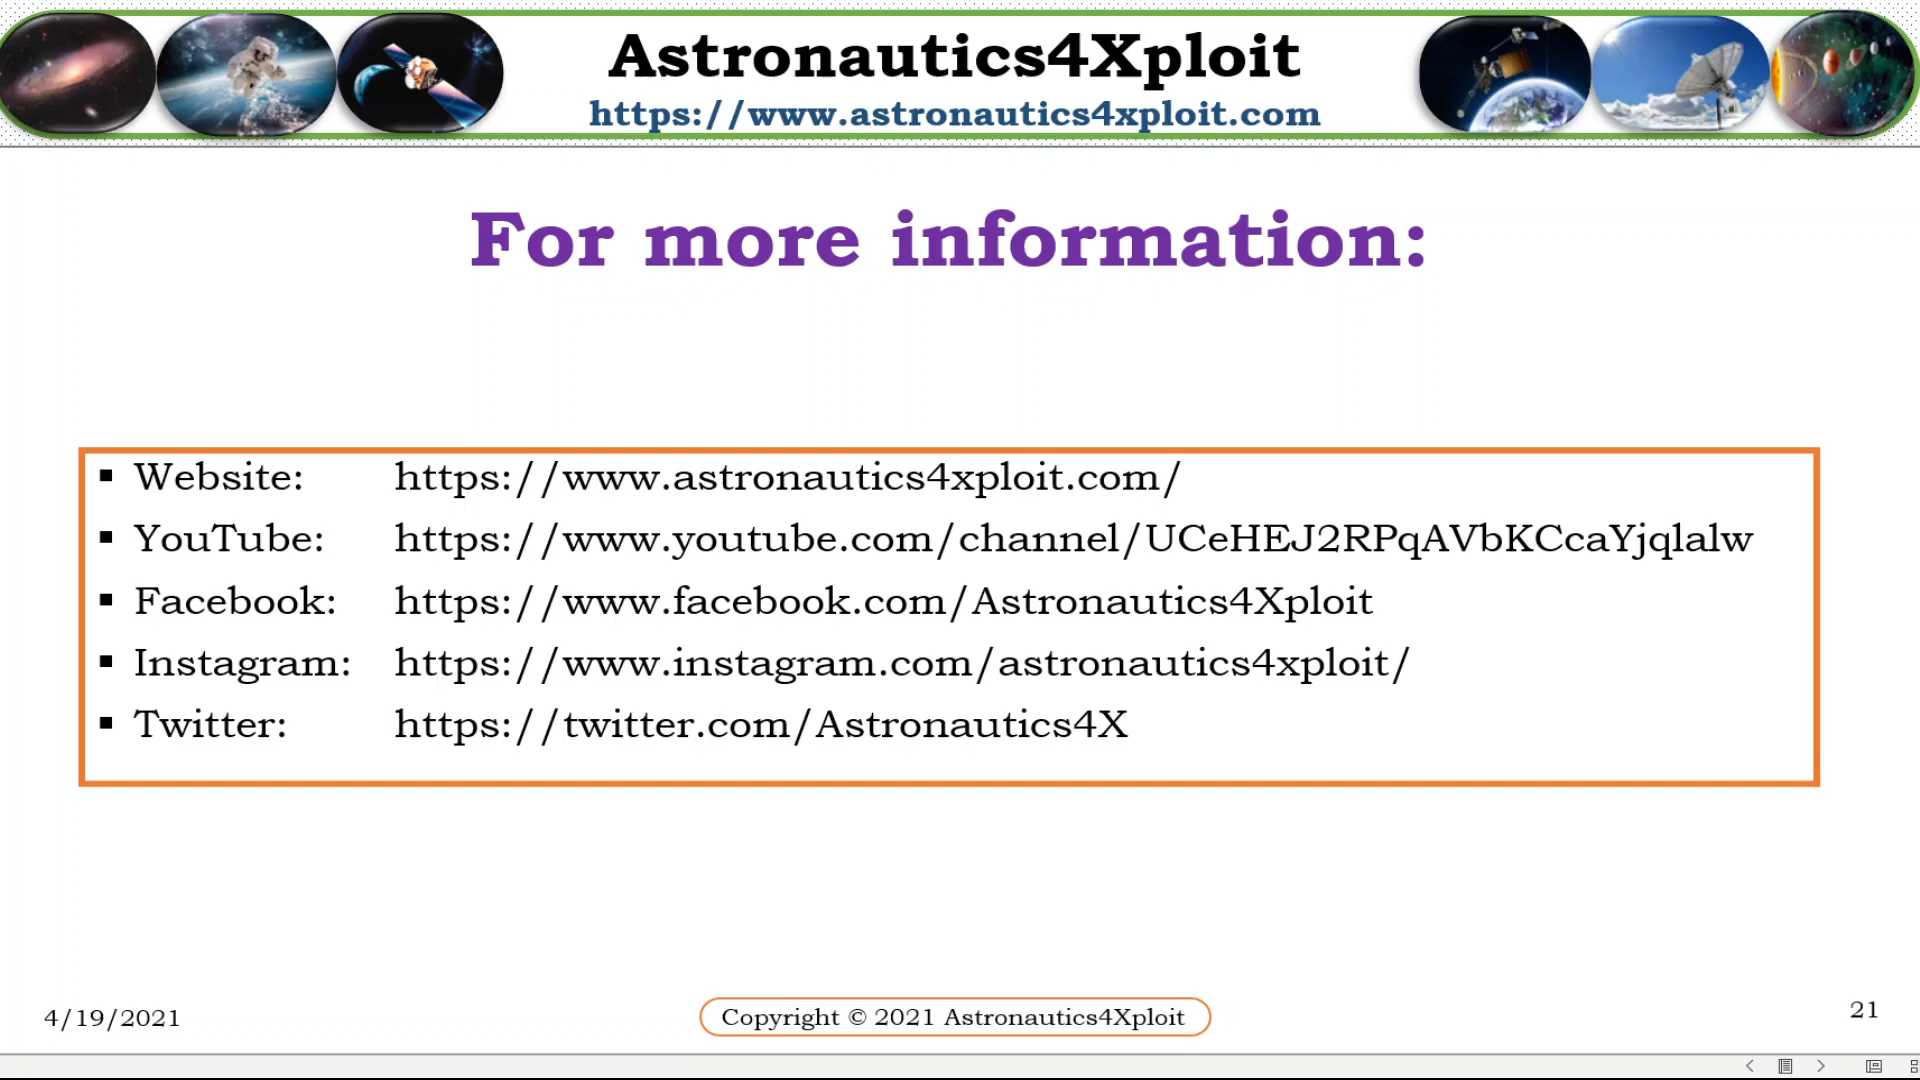 Astronautics4Xploit
https://www.astronautics4xploit.com
For more information:
▪ Website: https://www.astronautics4xploit.com/
▪ YouTube: https://www.youtube.com/channel/UCeHEJ2RPqAVbKCcaYjqlalw
▪ Facebook: https://www.facebook.com/Astronautics4Xploit
▪ Instagram: https://www.instagram.com/astronautics4xploit/
▪ Twitter: https://twitter.com/Astronautics4X
4/19/2021
Copyright © 2021 Astronautics4Xploit
21